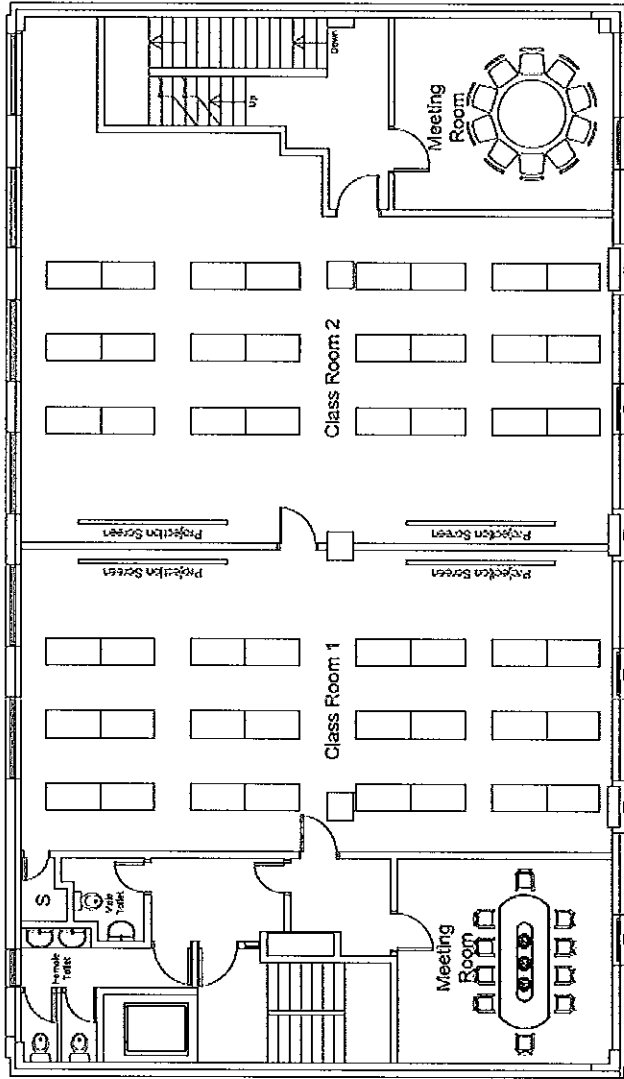 Down
Up
Meeting
Room
Class Room 2
Projection Screen
Projection Screen
Projection Screen
Projection Screen
Class Room 1
S
Male
Toilet
Female
Toilet
Meeting
Room